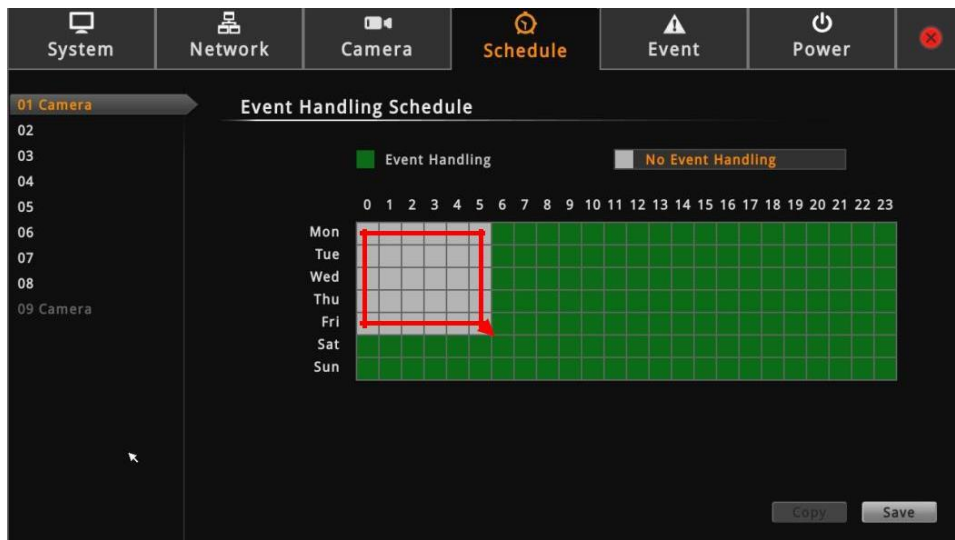 System Network Camera Schedule Event Power
01 Camera
Event Handling Schedule
02
03
Event Handling No Event Handling
04
05
0 1 2 3 4 5 6 7 8 9 10 11 12 13 14 15 16 17 18 19 20 21 22 23
06
Mon
07
Tue
08
Wed
09 Camera
Thu
Fri
Sat
Sun
Copy Save